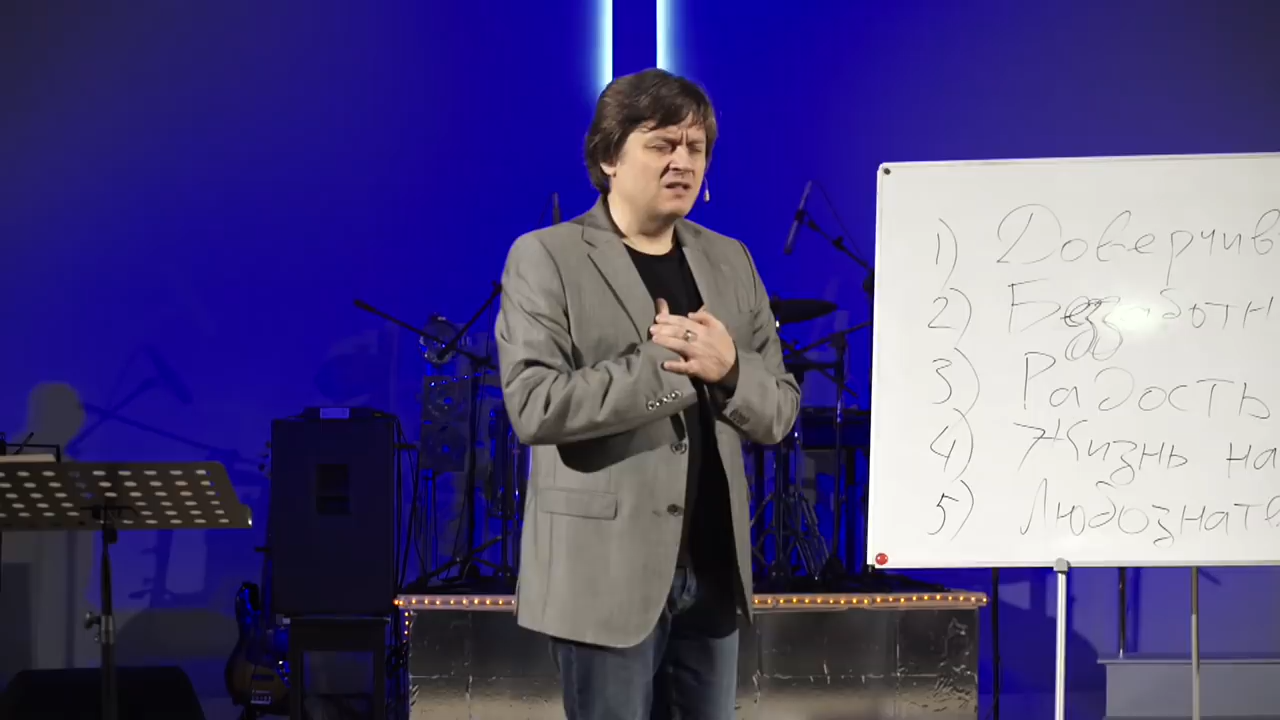 1) Доверчив
2) Беззаботн
3) Радость
4) Жизнь на
5) Любознате